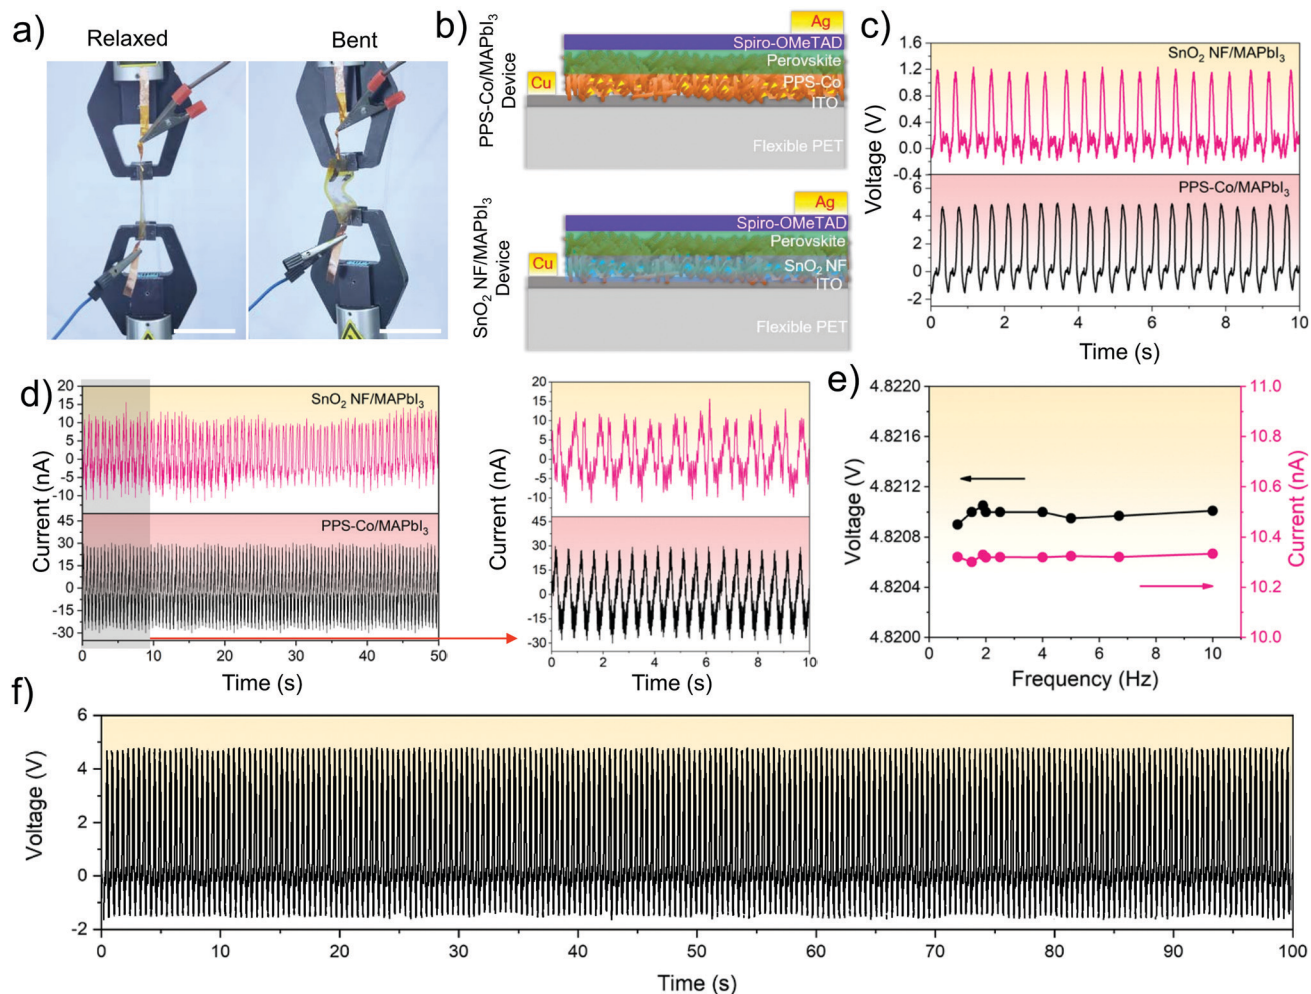 a)
Relaxed
Bent
b)
PPS-Co/MAPbI3
Device
Ag
Spiro-OMeTAD
Perovskite
Cu
PPS-Co
ITO
Flexible PET
SnO2 NF/MAPbI3
Device
Ag
Spiro-OMeTAD
Perovskite
Cu
SnO2 NF
ITO
Flexible PET
c)
Voltage (V)
1.6
1.2
0.8
0.4
0.0
-0.4
SnO2 NF/MAPbI3
6
4
2
0
-2
PPS-Co/MAPbI3
0 1 2 3 4 5 6 7 8 9 10
Time (s)
d)
Current (nA)
20
15
10
5
0
-5
-10
SnO2 NF/MAPbI3
45
30
15
0
-15
-30
PPS-Co/MAPbI3
0 10 20 30 40 50
Time (s)
Current (nA)
20
15
10
5
0
-5
-10
45
30
15
0
-15
-30
0 2 4 6 8 10
Time (s)
e)
Voltage (V)
4.8220
4.8216
4.8212
4.8208
4.8204
4.8200
11.0
10.8
10.6
10.4
10.2
10.0
Current (nA)
0 2 4 6 8 10
Frequency (Hz)
f)
Voltage (V)
6
4
2
0
-2
0 10 20 30 40 50 60 70 80 90 100
Time (s)